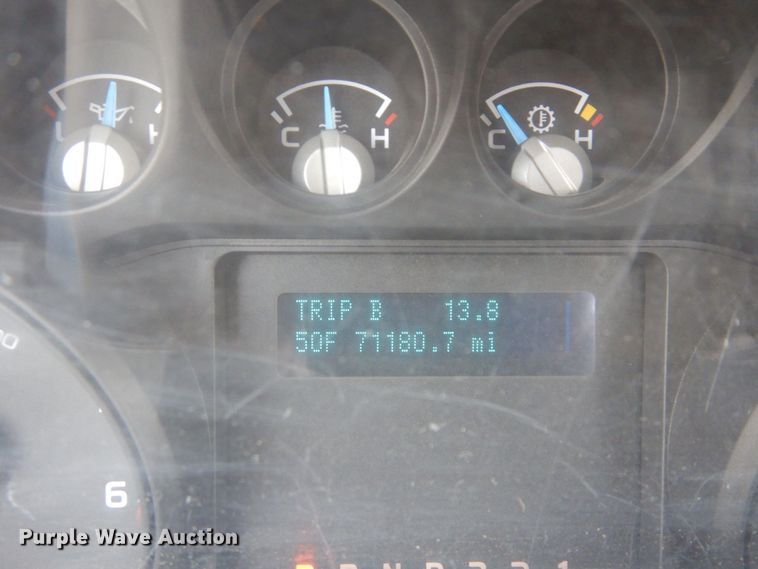 L H
C H
C H
TRIP B 13.8
50F 71180.7 mi
6
Purple Wave Auction